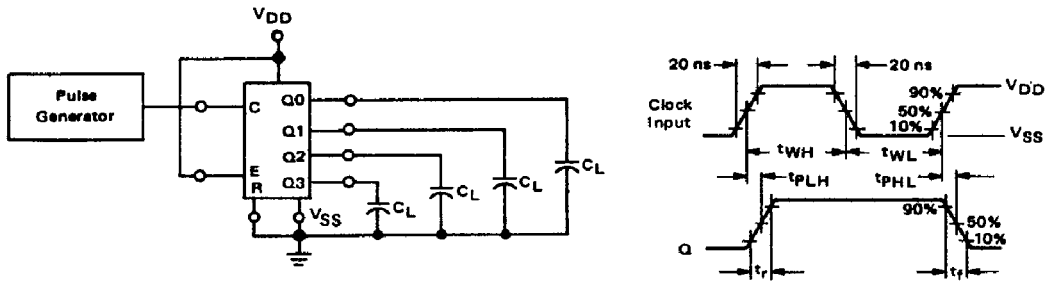 VDD
Pulse
Generator
C
Q0
Q1
Q2
E
R
Q3
VSS
CL
CL
CL
CL
20 ns
20 ns
Clock
Input
90%
50%
10%
VDD
VSS
tWH
tWL
tPLH
tPHL
Q
90%
50%
10%
tr
tf